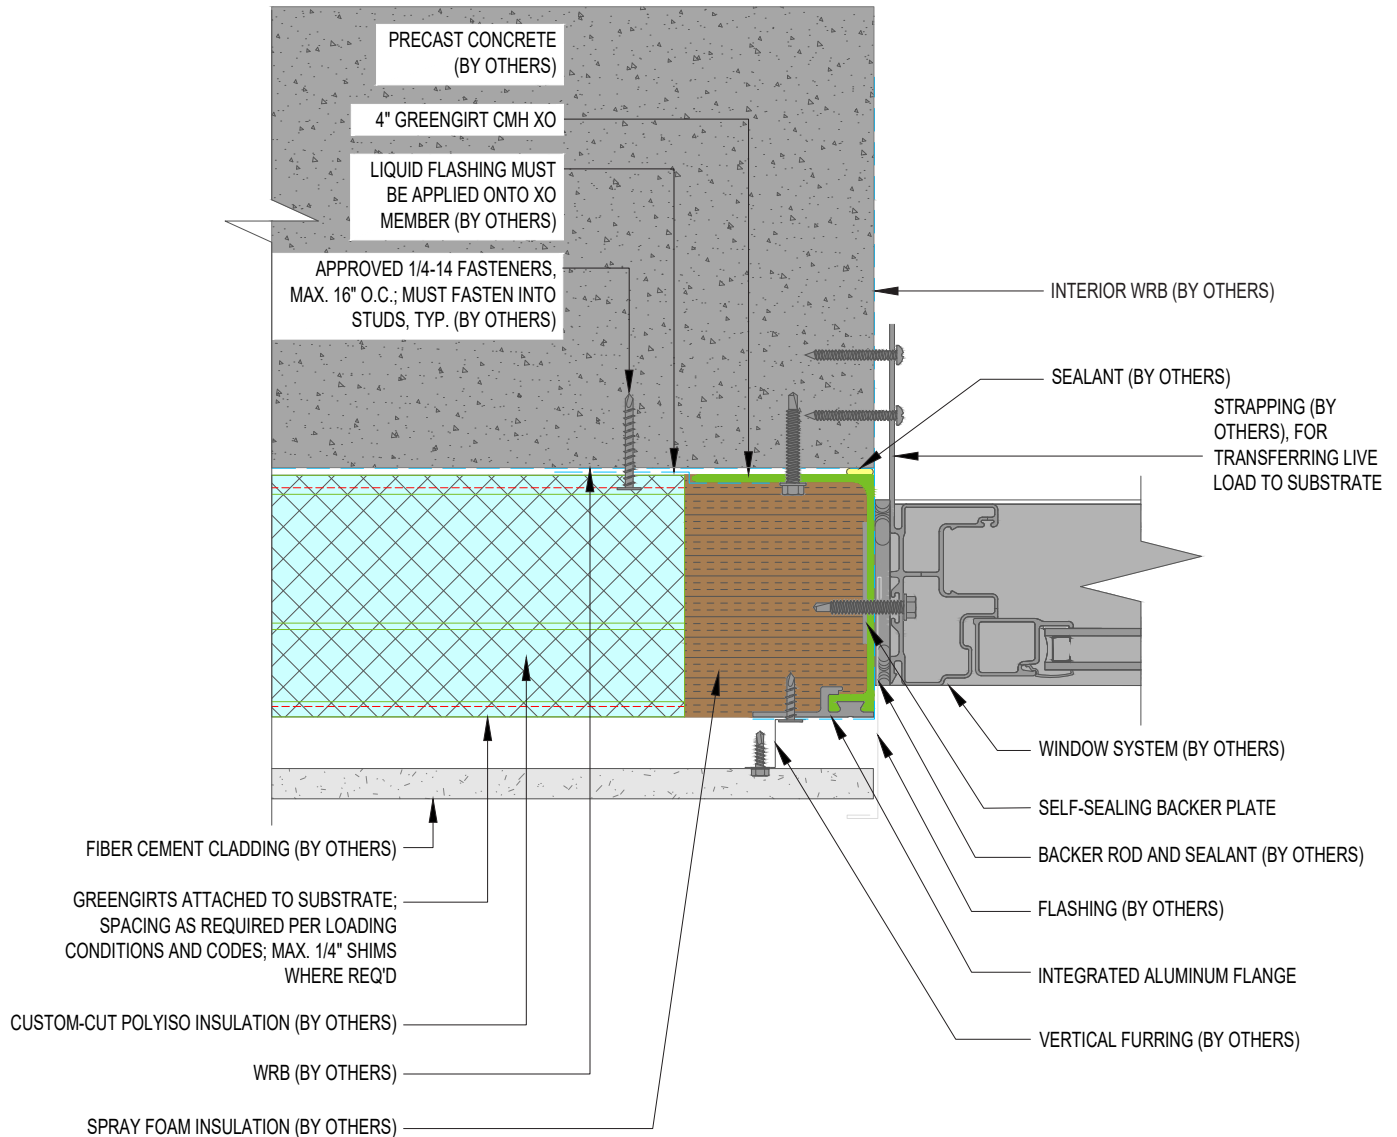 PRECAST CONCRETE
(BY OTHERS)
4" GREENGIRT CMH XO
LIQUID FLASHING MUST
BE APPLIED ONTO XO
MEMBER (BY OTHERS)
APPROVED 1/4-14 FASTENERS,
MAX. 16" O.C.; MUST FASTEN INTO
STUDS, TYP. (BY OTHERS)
INTERIOR WRB (BY OTHERS)
SEALANT (BY OTHERS)
STRAPPING (BY
OTHERS), FOR
TRANSFERRING LIVE
LOAD TO SUBSTRATE
WINDOW SYSTEM (BY OTHERS)
SELF-SEALING BACKER PLATE
BACKER ROD AND SEALANT (BY OTHERS)
FLASHING (BY OTHERS)
INTEGRATED ALUMINUM FLANGE
VERTICAL FURRING (BY OTHERS)
FIBER CEMENT CLADDING (BY OTHERS)
GREENGIRTS ATTACHED TO SUBSTRATE;
SPACING AS REQUIRED PER LOADING
CONDITIONS AND CODES; MAX. 1/4" SHIMS
WHERE REQ'D
CUSTOM-CUT POLYISO INSULATION (BY OTHERS)
WRB (BY OTHERS)
SPRAY FOAM INSULATION (BY OTHERS)